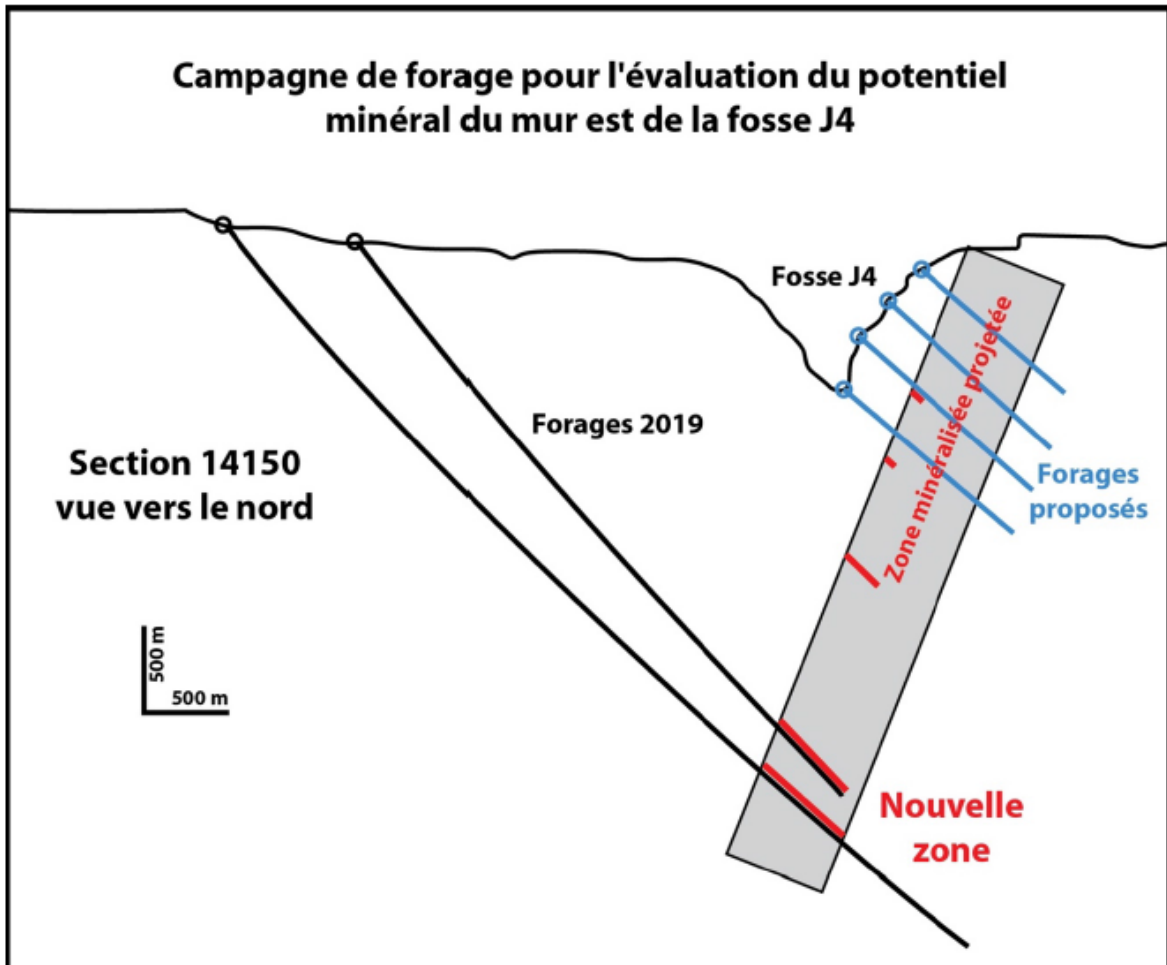 Campagne de forage pour l'évaluation du potentiel
minéral du mur est de la fosse J4
Fosse J4
Zone minéralisée projetée
Forages 2019
Section 14150
vue vers le nord
Forages
proposés
500 m
500 m
Nouvelle
zone